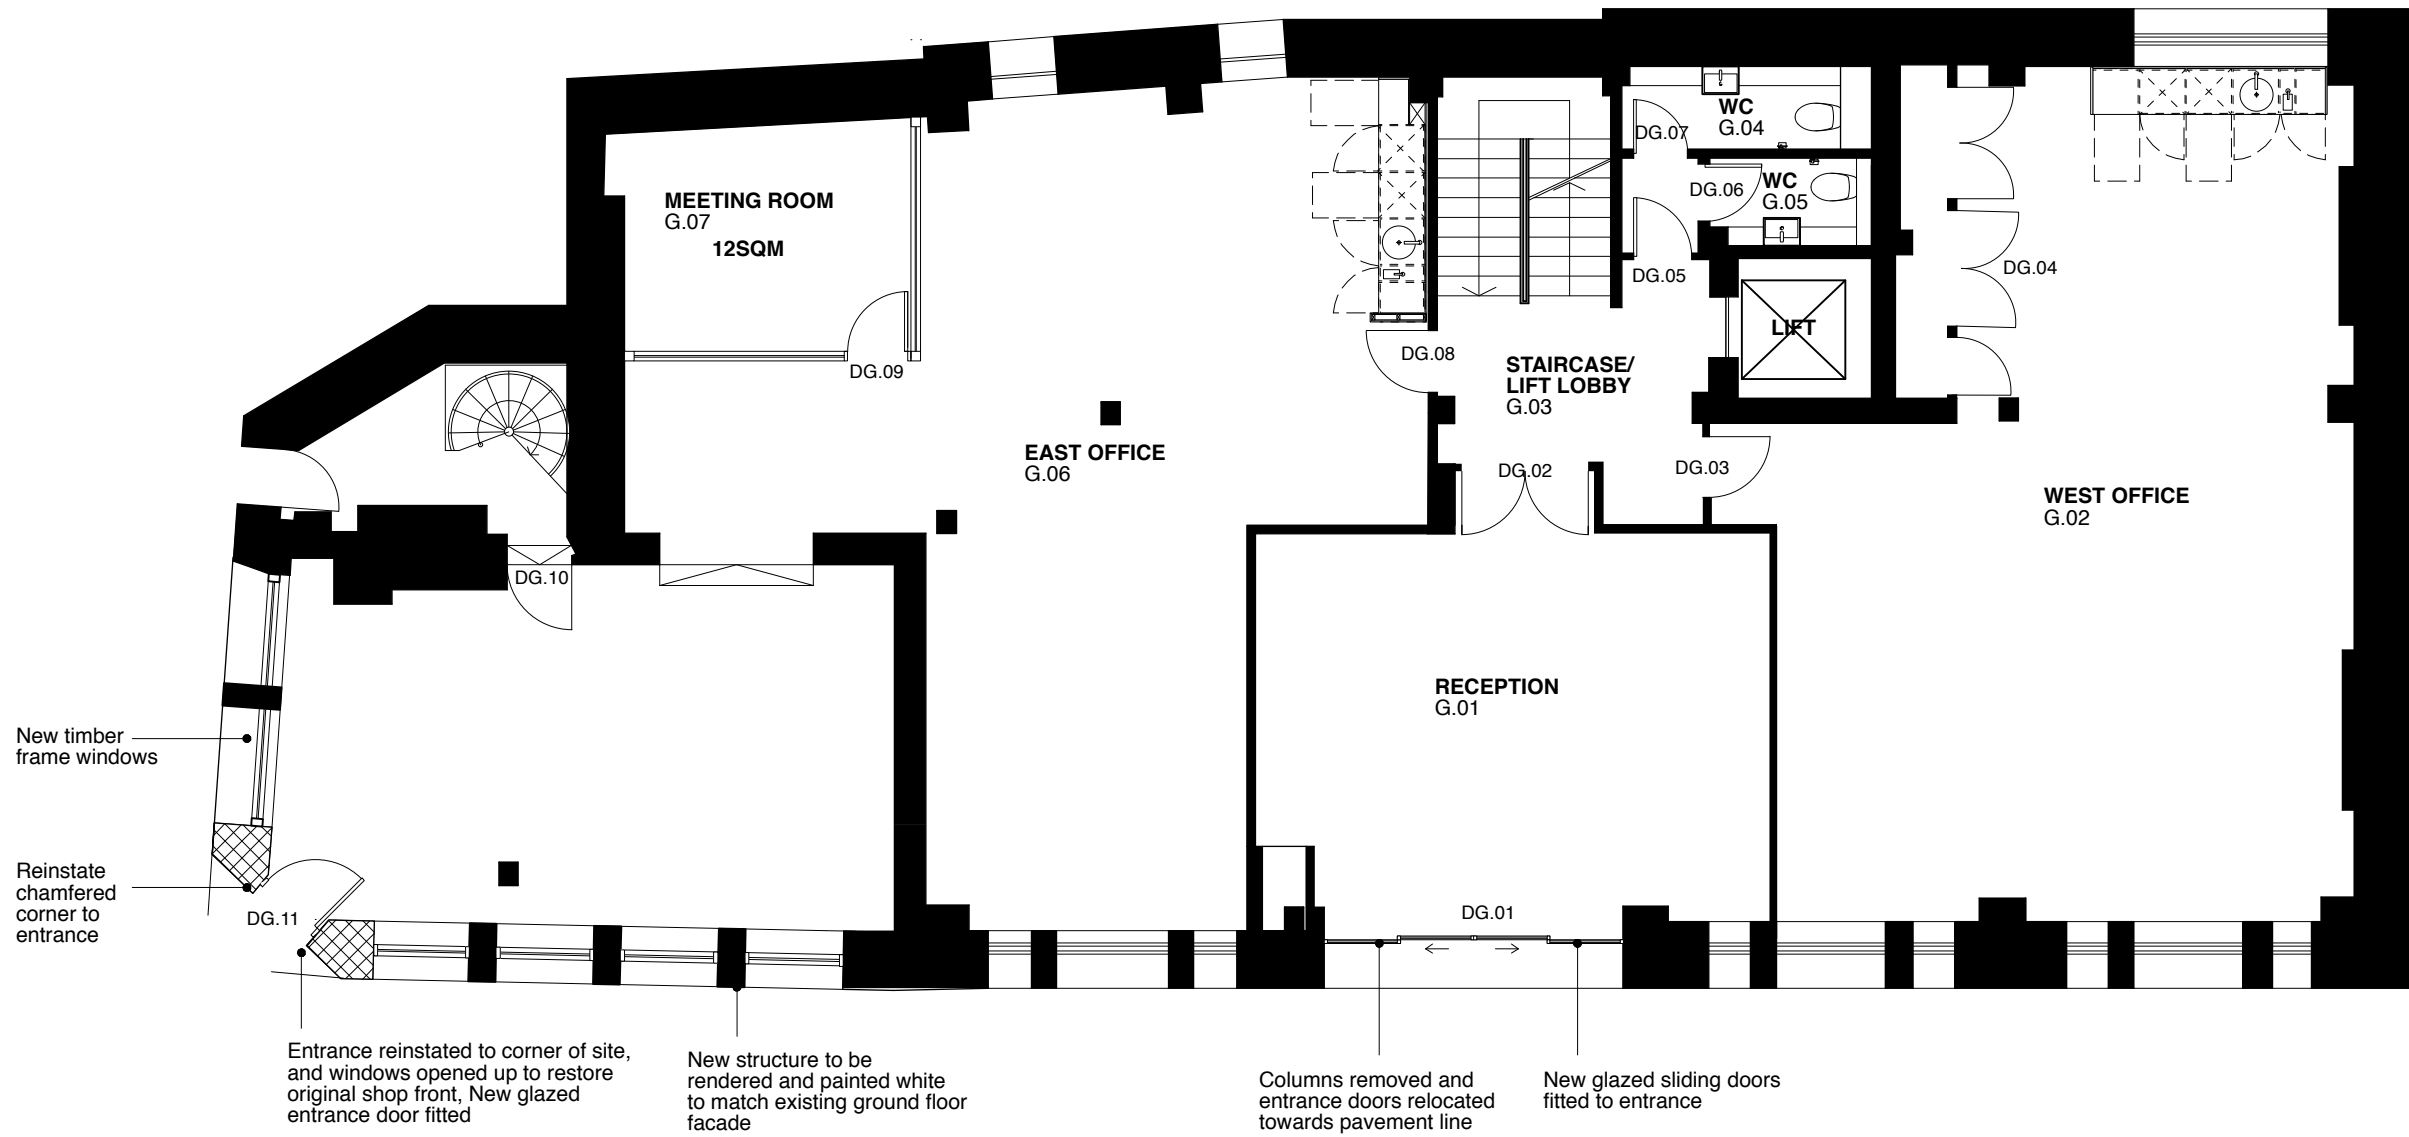 WC
G.04
DG.07
DG.06
WC
G.05
MEETING ROOM
G.07
12SQM
DG.05
DG.04
LIFT
DG.08
STAIRCASE/
LIFT LOBBY
G.03
DG.09
EAST OFFICE
G.06
DG.02
DG.03
WEST OFFICE
G.02
DG.10
RECEPTION
G.01
New timber
frame windows
Reinstate
chamfered
corner to
entrance
DG.11
DG.01
Entrance reinstated to corner of site,
and windows opened up to restore
original shop front, New glazed
entrance door fitted
New structure to be
rendered and painted white
to match existing ground floor
facade
Columns removed and
entrance doors relocated
towards pavement line
New glazed sliding doors
fitted to entrance